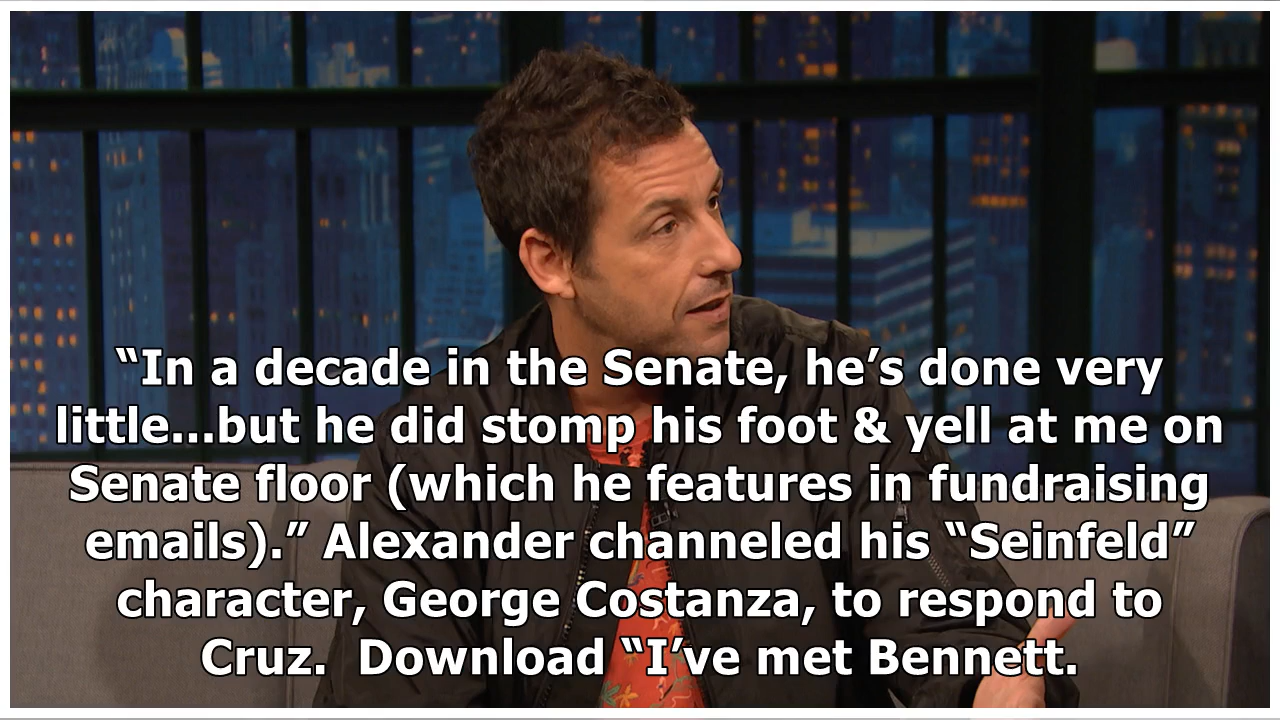 “In a decade in the Senate, he’s done very
little...but he did stomp his foot & yell at me on
Senate floor (which he features in fundraising
emails).” Alexander channeled his “Seinfeld”
character, George Costanza, to respond to
Cruz.  Download “I’ve met Bennett.